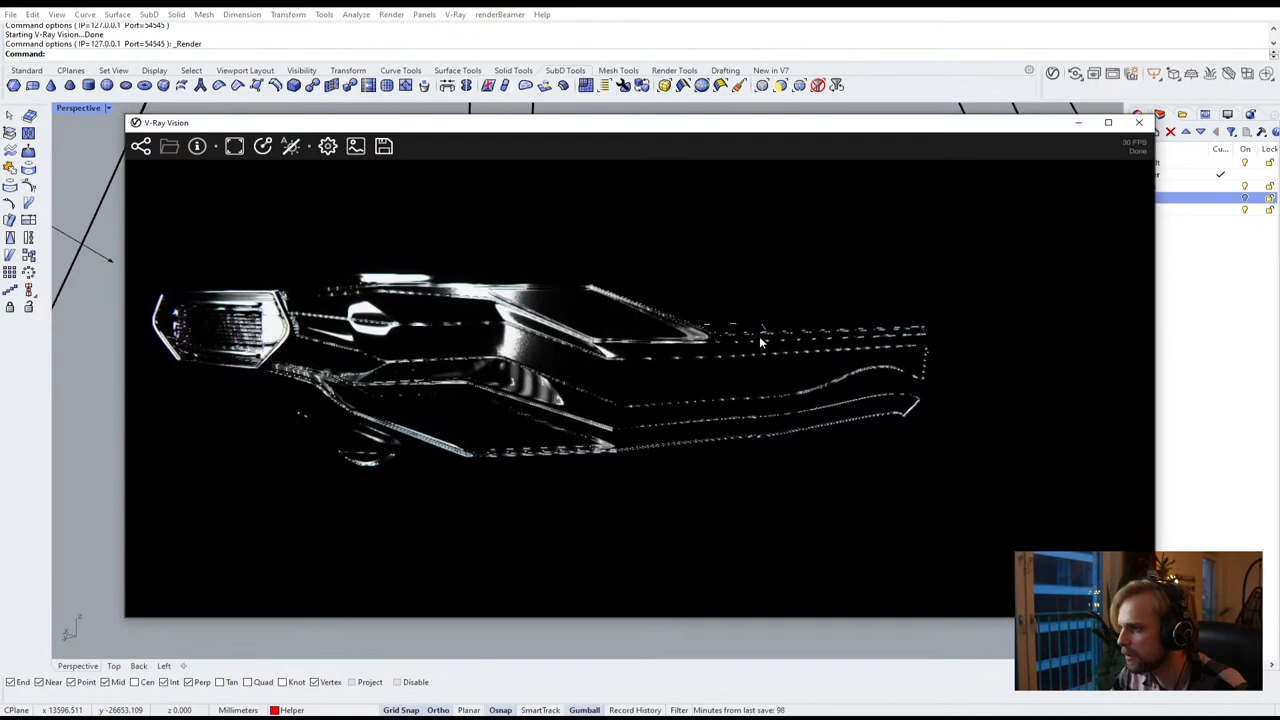 File Edit View Curve Surface SubD Solid Mesh Dimension Transform Tools Analyze Render Panels V-Ray renderBeamer Help
Command options ( IP=127.0.0.1 Port=54545 )
Starting V-Ray Vision...Done
Command options ( IP=127.0.0.1 Port=54545 ): _Render
Command:
Standard CPlanes Set View Display Select Viewport Layout Visibility Transform Curve Tools Surface Tools Solid Tools SubD Tools Mesh Tools Render Tools Drafting New in V7
Perspective
V-Ray Vision
30 FPS
Done
Cu... On Lock
Perspective Top Back Left
End Near Point Mid Cen Int Perp Tan Quad Knot Vertex Project Disable
CPlane x 13596.511 y -26653.109 z 0.000 Millimeters Helper Grid Snap Ortho Planar Osnap SmartTrack Gumball Record History Filter Minutes from last save: 98